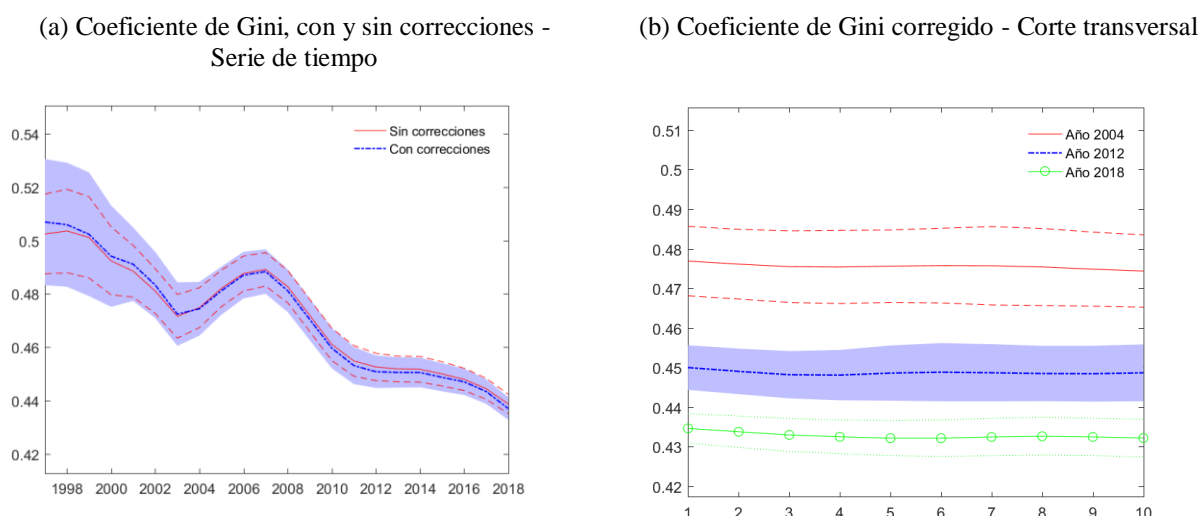 (a) Coeficiente de Gini, con y sin correcciones -
Serie de tiempo
0.54
0.52
0.5
0.48
0.46
0.44
0.42
1998 2000 2002 2004 2006 2008 2010 2012 2014 2016 2018
Sin correcciones
Con correcciones
(b) Coeficiente de Gini corregido - Corte transversal
0.51
0.5
0.49
0.48
0.47
0.46
0.45
0.44
0.43
0.42
1 2 3 4 5 6 7 8 9 10
Año 2004
Año 2012
Año 2018